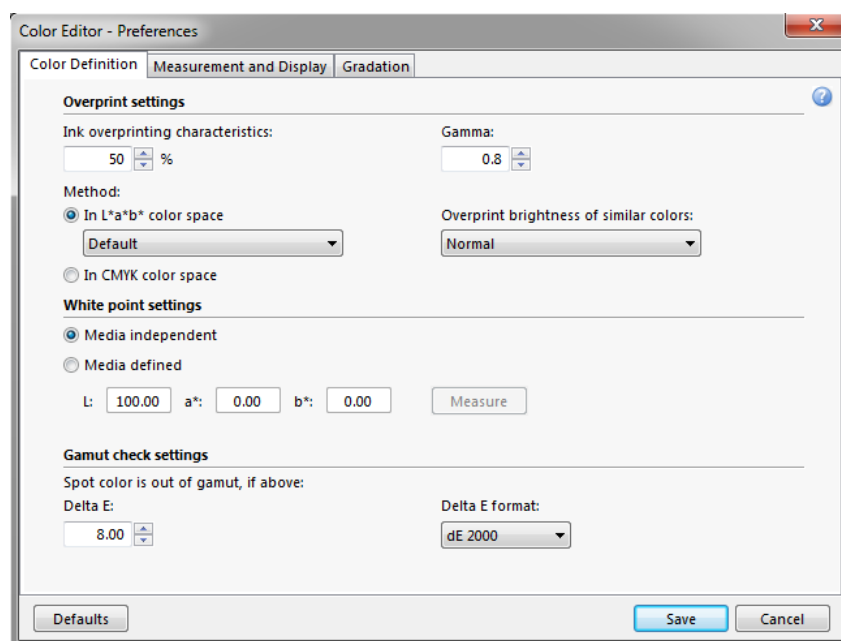 Color Editor - Preferences
Color Definition Measurement and Display Gradation
Overprint settings
Ink overprinting characteristics: Gamma:
50 % 0.8
Method:
In L*a*b* color space Overprint brightness of similar colors:
Default Normal
In CMYK color space
White point settings
Media independent
Media defined
L: 100.00 a*: 0.00 b*: 0.00 Measure
Gamut check settings
Spot color is out of gamut, if above:
Delta E: Delta E format:
8.00 dE 2000
Defaults Save Cancel